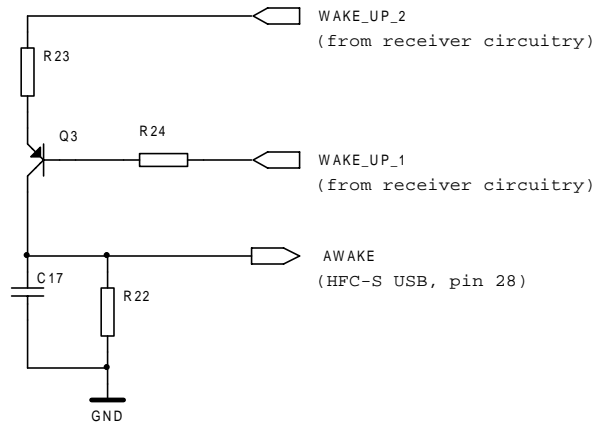 WAKE_UP_2
(from receiver circuitry)
R23
Q3
R24
WAKE_UP_1
(from receiver circuitry)
AWAKE
(HFC-S USB, pin 28)
C17
R22
GND